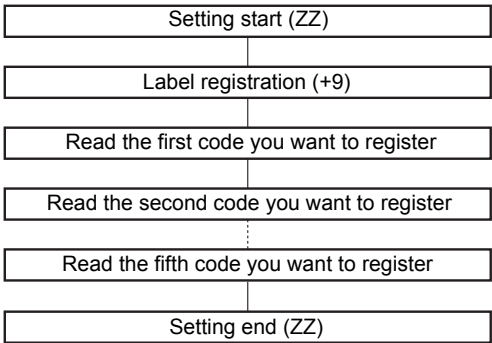 Setting start (ZZ)
Label registration (+9)
Read the first code you want to register
Read the second code you want to register
Read the fifth code you want to register
Setting end (ZZ)